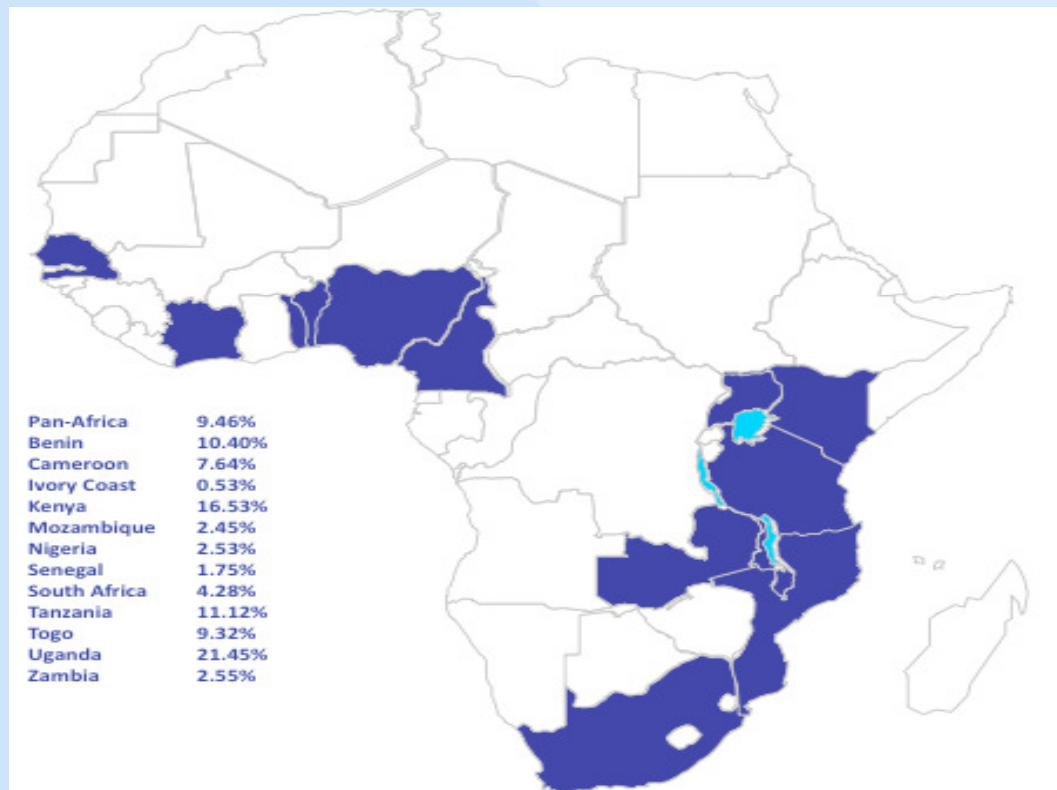 Pan-Africa 9.46%
Benin 10.40%
Cameroon 7.64%
Ivory Coast 0.53%
Kenya 16.53%
Mozambique 2.45%
Nigeria 2.53%
Senegal 1.75%
South Africa 4.28%
Tanzania 11.12%
Togo 9.32%
Uganda 21.45%
Zambia 2.55%